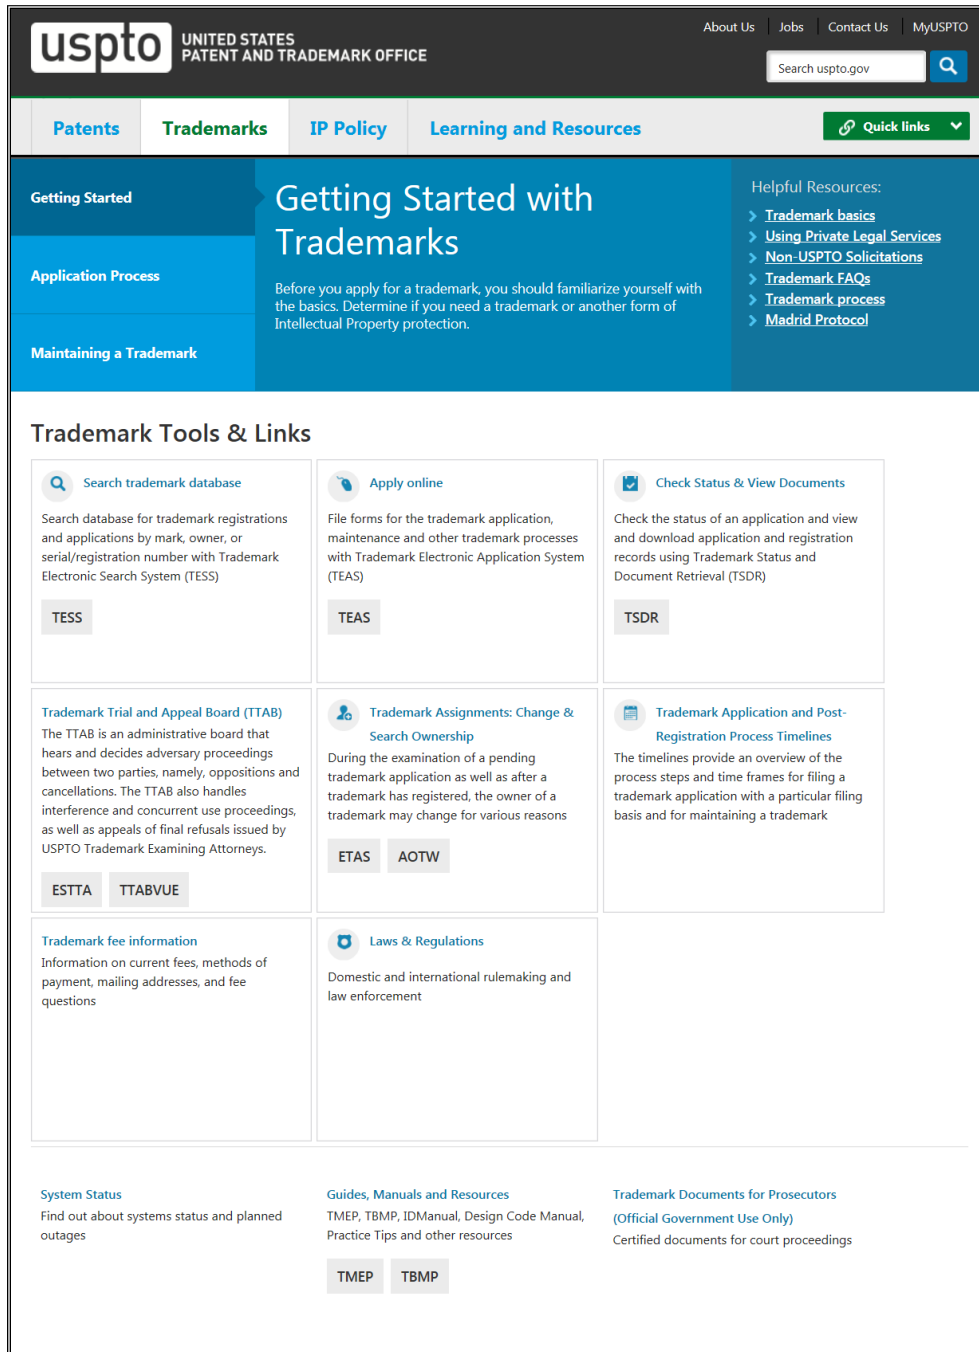 About Us Jobs Contact Us MyUSPTO
uspto UNITED STATES
PATENT AND TRADEMARK OFFICE
Search uspto.gov
Patents Trademarks IP Policy Learning and Resources Quick links
Getting Started
Application Process
Maintaining a Trademark
Getting Started with
Trademarks
Before you apply for a trademark, you should familiarize yourself with
the basics. Determine if you need a trademark or another form of
Intellectual Property protection.
Helpful Resources:
Trademark basics
Using Private Legal Services
Non-USPTO Solicitations
Trademark FAQs
Trademark process
Madrid Protocol
Trademark Tools & Links
Search trademark database
Search database for trademark registrations
and applications by mark, owner, or
serial/registration number with Trademark
Electronic Search System (TESS)
TESS
Apply online
File forms for the trademark application,
maintenance and other trademark processes
with Trademark Electronic Application System
(TEAS)
TEAS
Check Status & View Documents
Check the status of an application and view
and download application and registration
records using Trademark Status and
Document Retrieval (TSDR)
TSDR
Trademark Trial and Appeal Board (TTAB)
The TTAB is an administrative board that
hears and decides adversary proceedings
between two parties, namely, oppositions and
cancellations. The TTAB also handles
interference and concurrent use proceedings,
as well as appeals of final refusals issued by
USPTO Trademark Examining Attorneys.
ESTTA TTABVUE
Trademark Assignments: Change &
Search Ownership
During the examination of a pending
trademark application as well as after a
trademark has registered, the owner of a
trademark may change for various reasons
ETAS AOTW
Trademark Application and Post-
Registration Process Timelines
The timelines provide an overview of the
process steps and time frames for filing a
trademark application with a particular filing
basis and for maintaining a trademark
Trademark fee information
Information on current fees, methods of
payment, mailing addresses, and fee
questions
Laws & Regulations
Domestic and international rulemaking and
law enforcement
System Status
Find out about systems status and planned
outages
Guides, Manuals and Resources
TMEP, TBMP, IDManual, Design Code Manual,
Practice Tips and other resources
TMEP TBMP
Trademark Documents for Prosecutors
(Official Government Use Only)
Certified documents for court proceedings